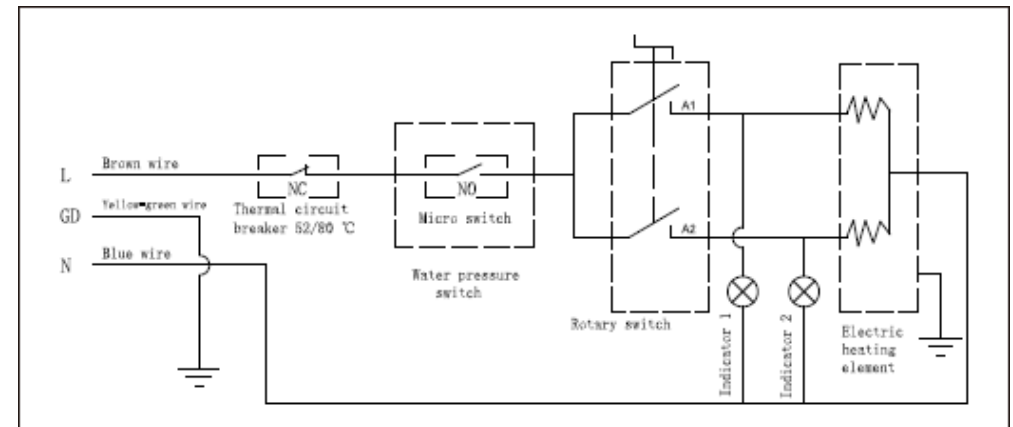 A1
L
Brown wire
NC
NO
Yellow-green wire
GD
Thermal circuit
breaker 52/80 ℃
Micro switch
A2
N
Blue wire
Water pressure
switch
Rotary switch
Indicator 1
Indicator 2
Electric
heating
element